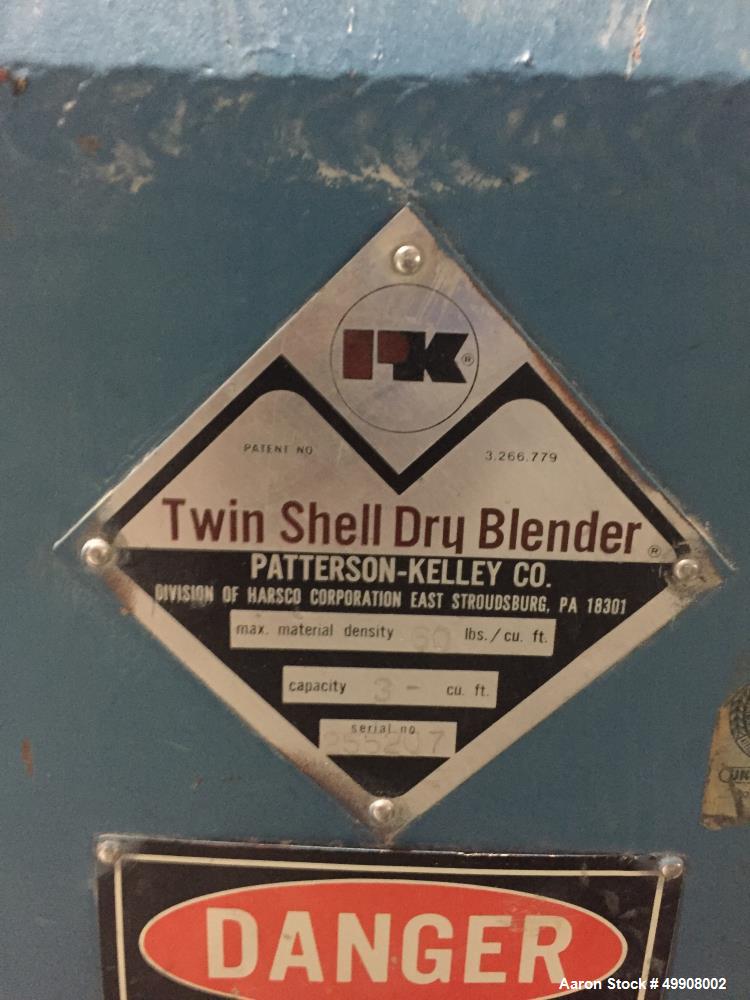 PK®
PATENT NO 3.266.779
Twin Shell Dry Blender®
PATTERSON-KELLEY CO.
DIVISION OF HARSCO CORPORATION EAST STROUDSBURG, PA 18301
max. material density 60 lbs./cu. ft.
capacity 3 - cu. ft.
serial no.
DANGER
Aaron Stock # 49908002